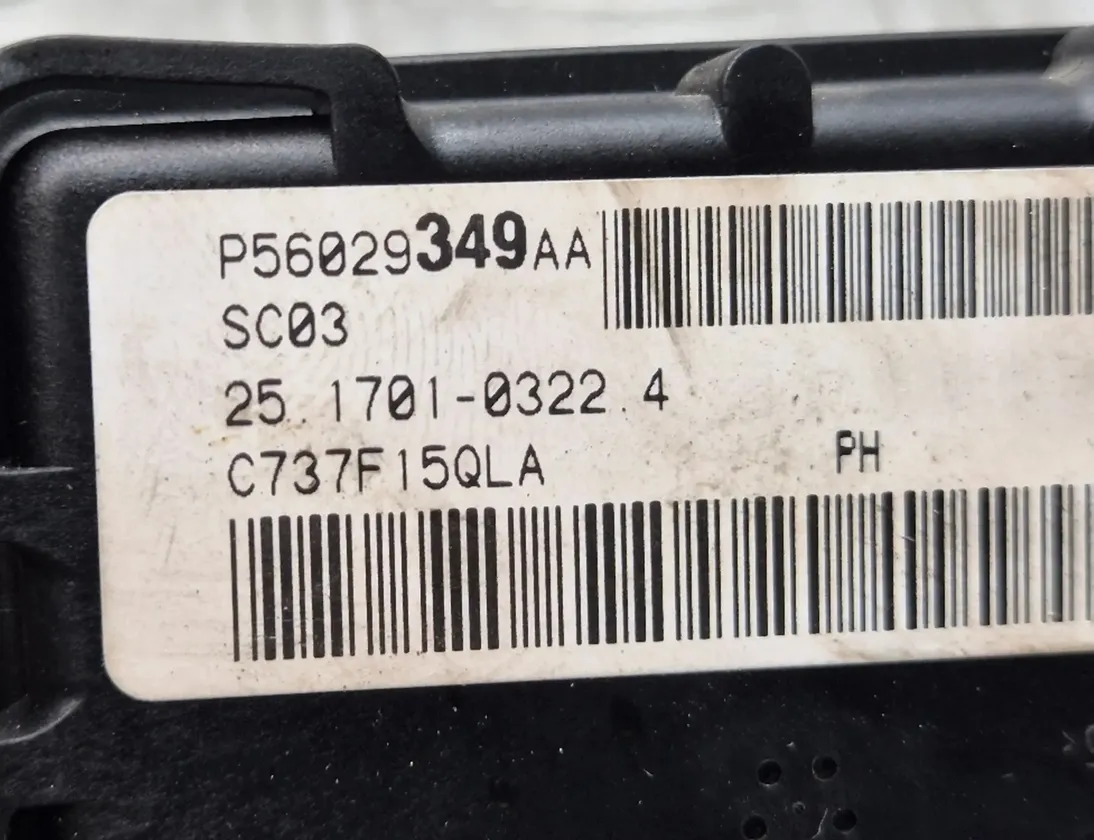 P56029349AA
SC03
25.1701-0322.4
C737F15QLA
PH